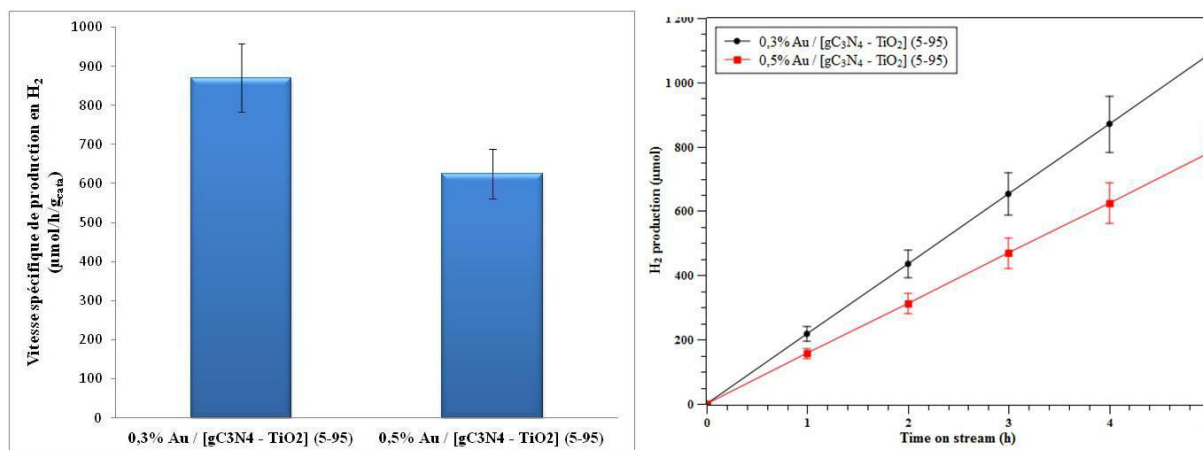 Vitesse spécifique de production en H2
(µmol/h/gcata)
1000
900
800
700
600
500
400
300
200
100
0
0,3% Au / [gC3N4 - TiO2] (5-95)
0,5% Au / [gC3N4 - TiO2] (5-95)
H2 production (µmol)
1 200
1 000
800
600
400
200
0
0,3% Au / [gC3N4 - TiO2] (5-95)
0,5% Au / [gC3N4 - TiO2] (5-95)
0
1
2
3
4
Time on stream (h)